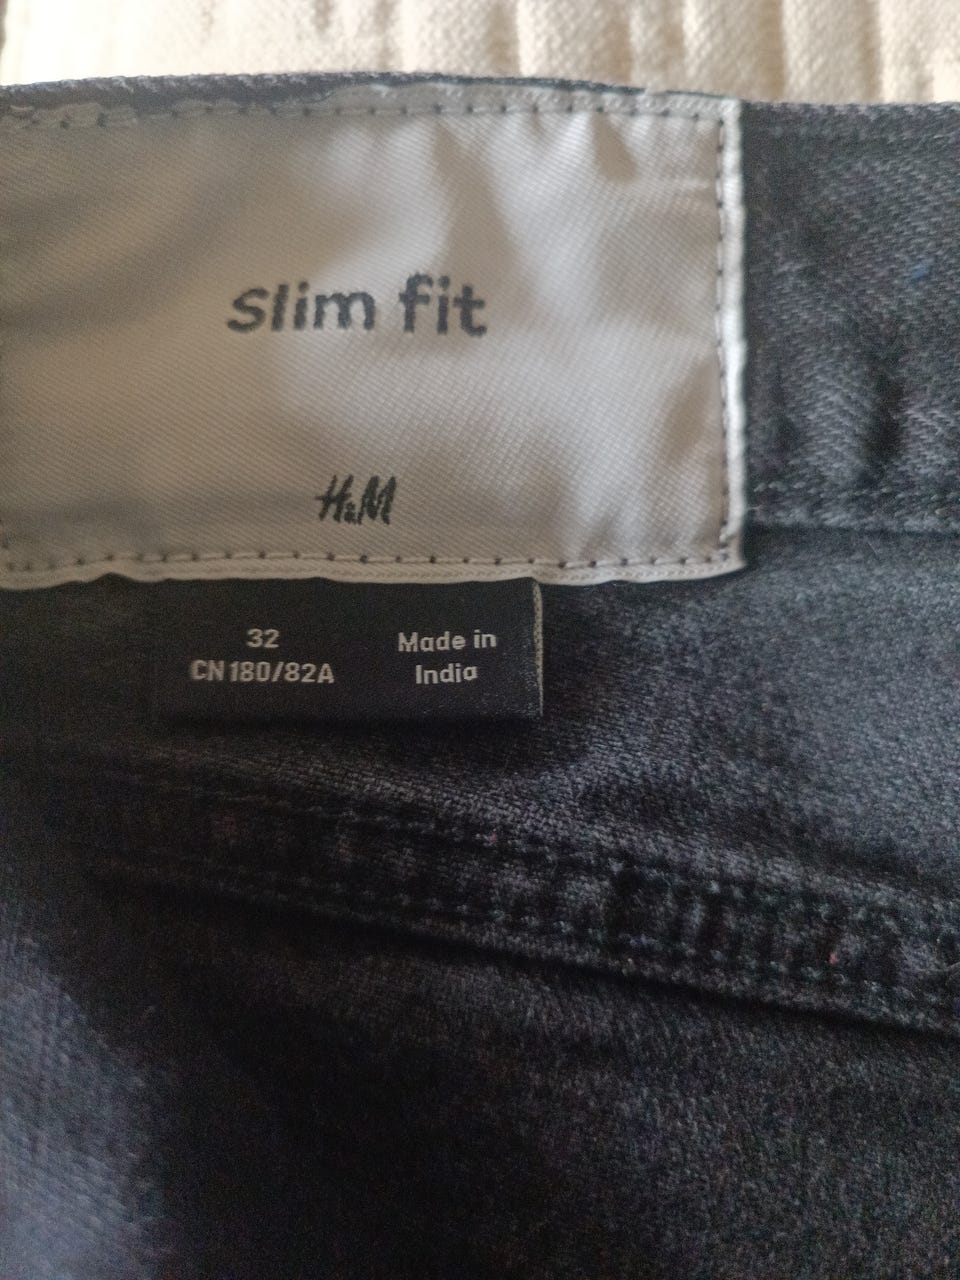 Slim fit
H&M
32
CN 180/82A
Made in
India